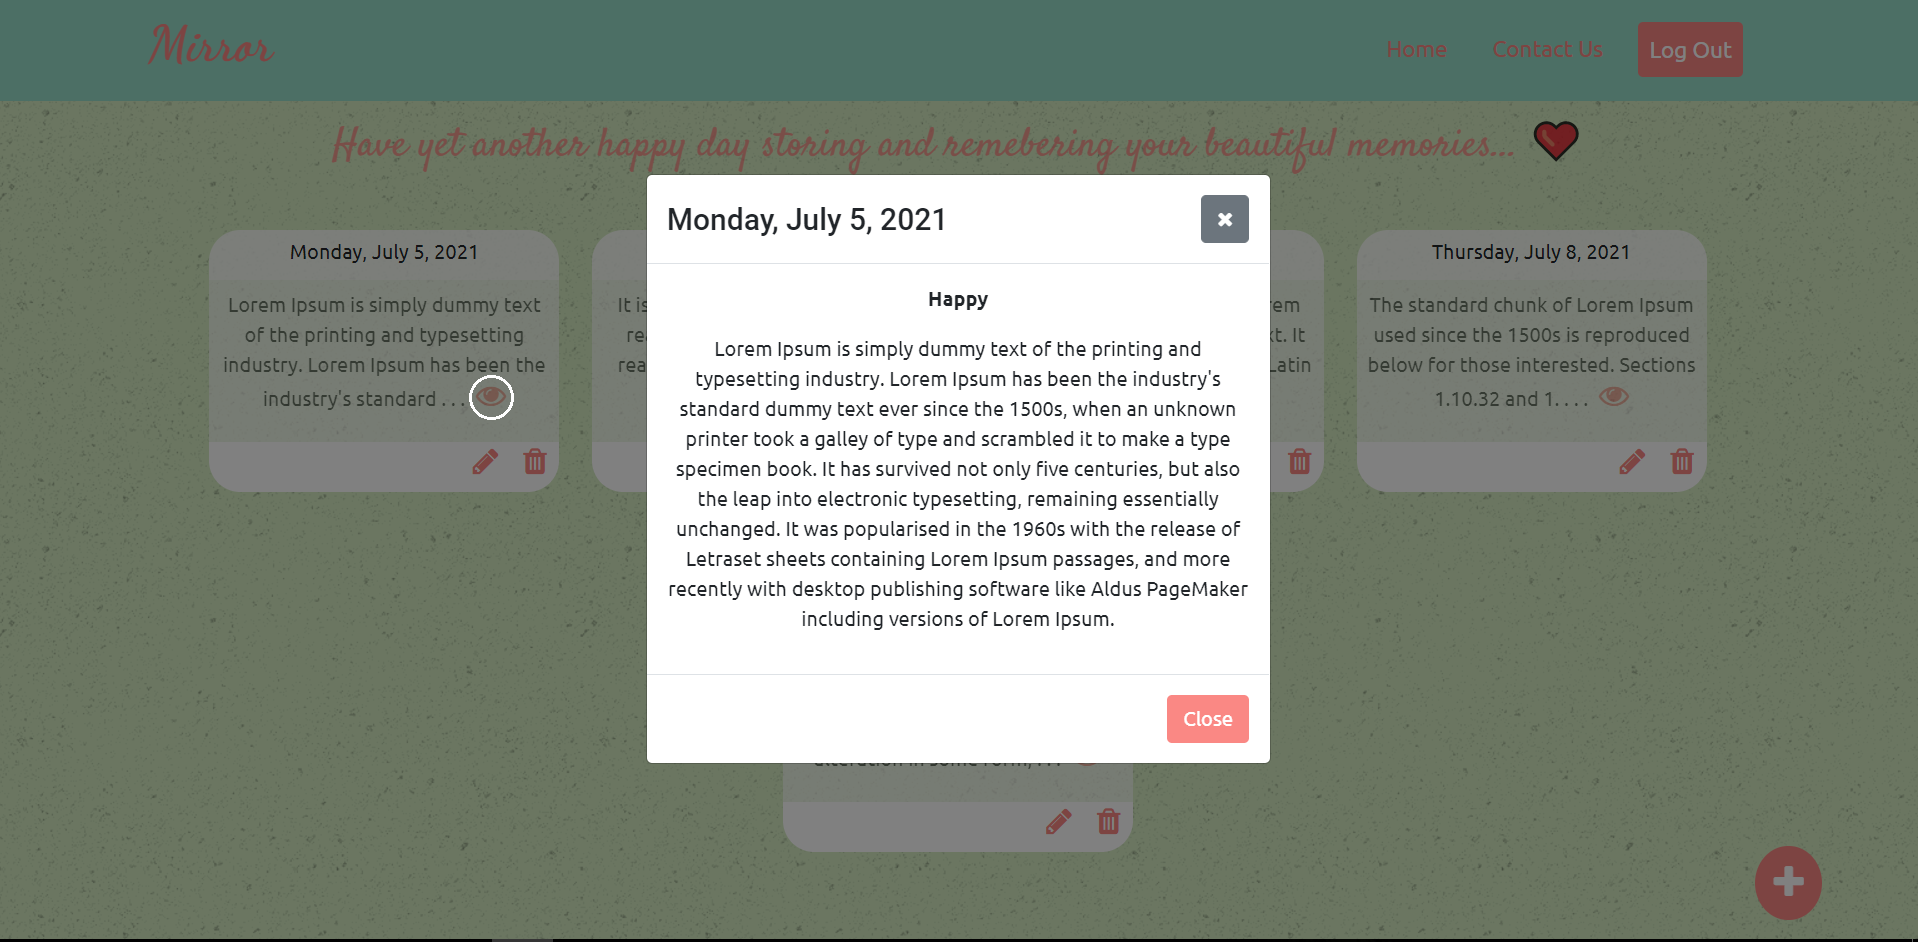 Mirror
Home
Contact Us
Log Out
Have yet another happy day storing and remebering your beautiful memories...
Monday, July 5, 2021
Lorem Ipsum is simply dummy text
of the printing and typesetting
industry. Lorem Ipsum has been the
industry's standard . . .
It is
Monday, July 5, 2021
Happy
Lorem Ipsum is simply dummy text of the printing and
typesetting industry. Lorem Ipsum has been the industry's
standard dummy text ever since the 1500s, when an unknown
printer took a galley of type and scrambled it to make a type
specimen book. It has survived not only five centuries, but also
the leap into electronic typesetting, remaining essentially
unchanged. It was popularised in the 1960s with the release of
Letraset sheets containing Lorem Ipsum passages, and more
recently with desktop publishing software like Aldus PageMaker
including versions of Lorem Ipsum.
Close
It
Latin
Thursday, July 8, 2021
The standard chunk of Lorem Ipsum
used since the 1500s is reproduced
below for those interested. Sections
1.10.32 and 1. . . .
alteration in some form, . . .